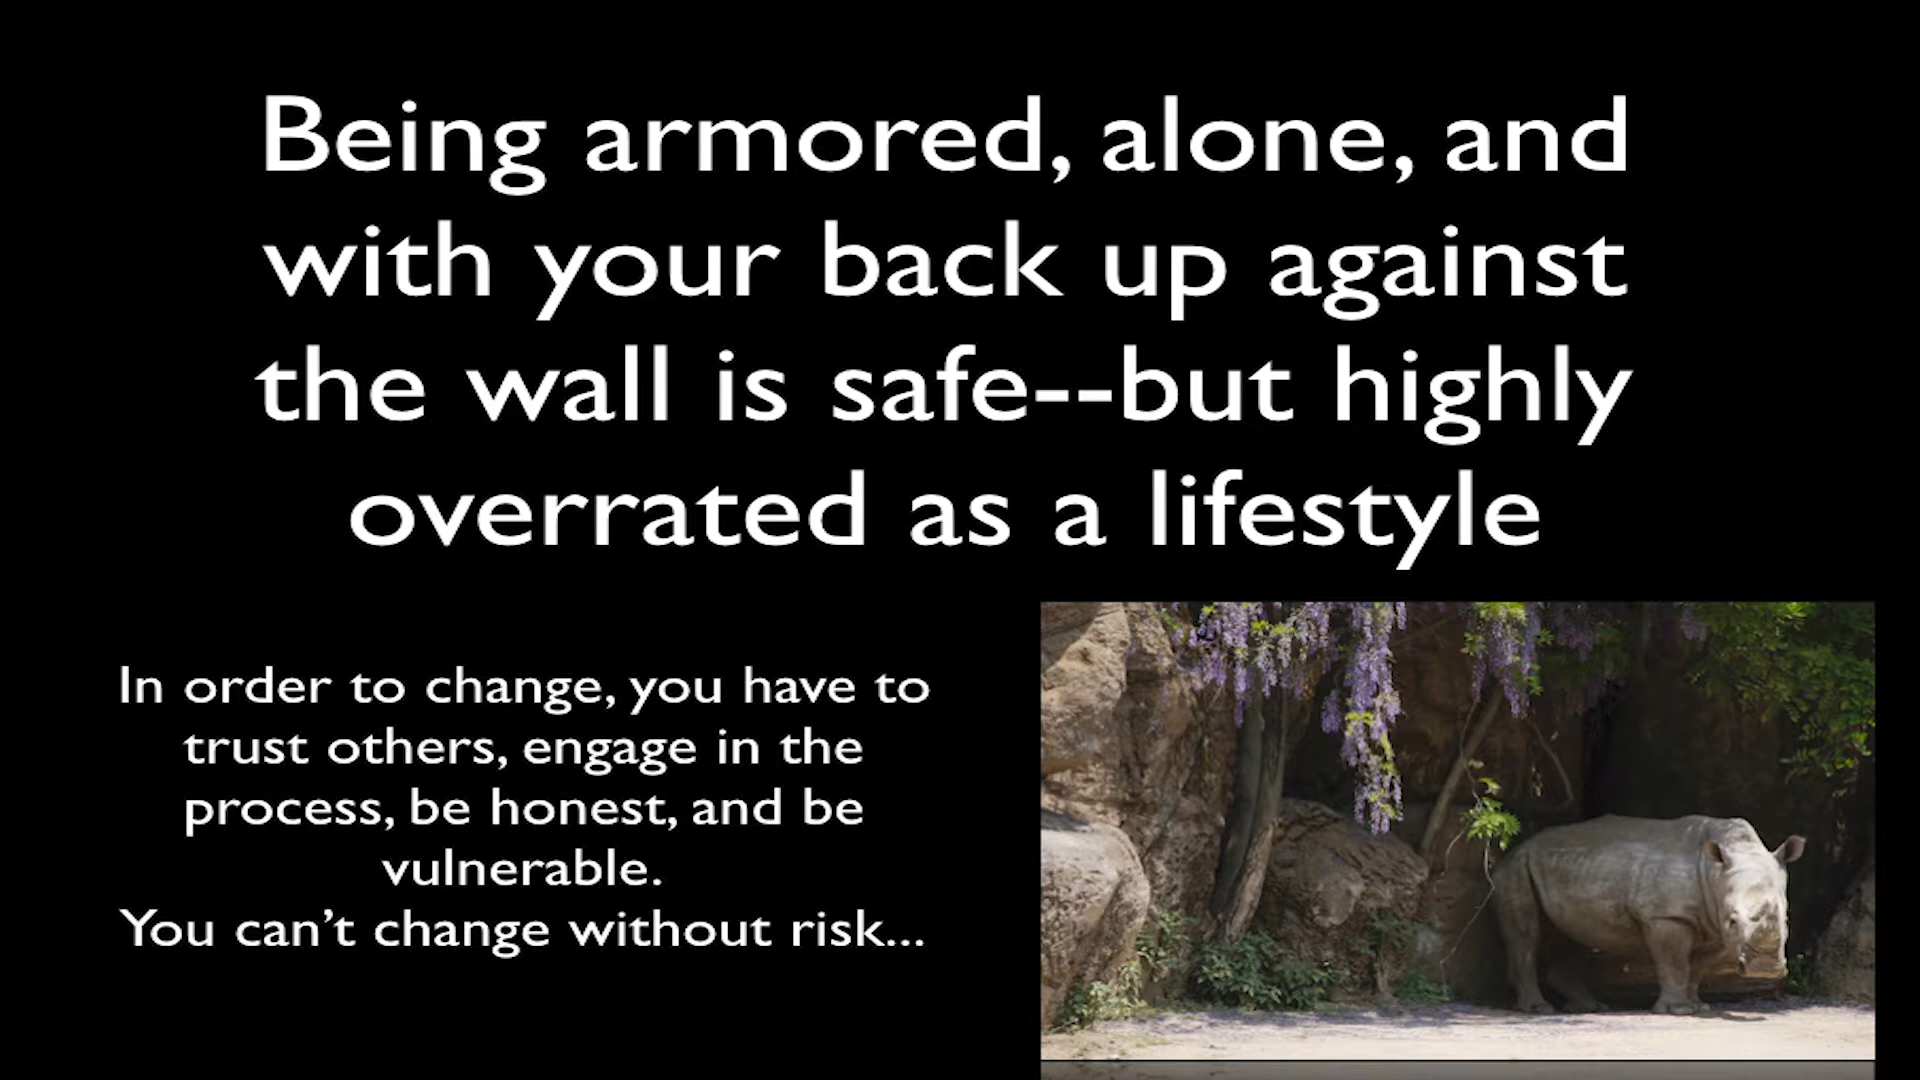 Being armored, alone, and
with your back up against
the wall is safe--but highly
overrated as a lifestyle
In order to change, you have to
trust others, engage in the
process, be honest, and be
vulnerable.
You can’t change without risk...